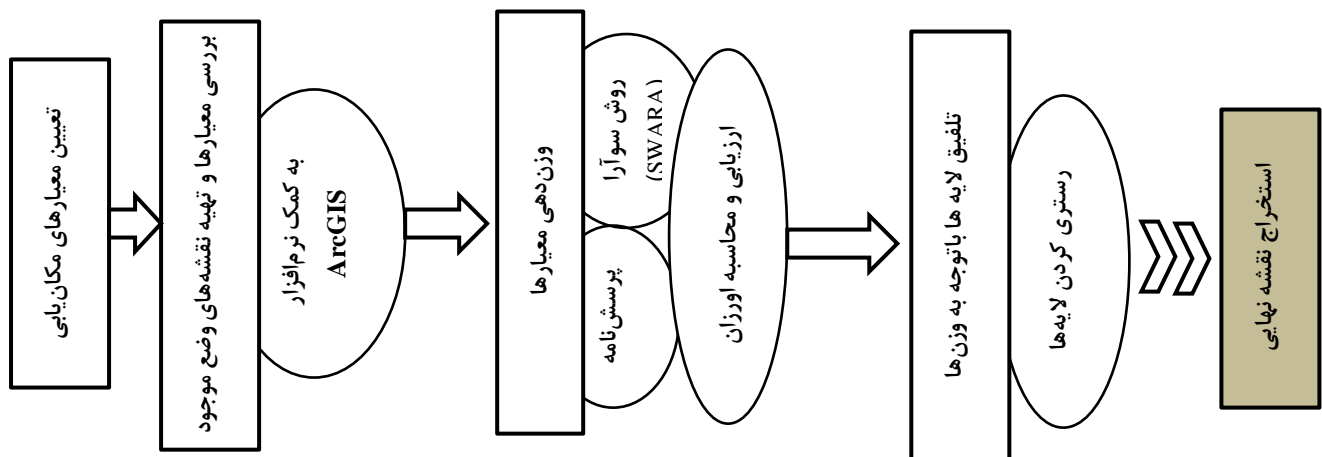 تعیین معیارهای مکان‌یابی
بررسی معیارها و تهیه نقشه‌های وضع موجود
به کمک نرم‌افزار
ArcGIS
وزن‌دهی معیارها
روش سوآرا
(SWARA)
پرسش‌نامه
ارزیابی و محاسبه اورزان
تلفیق لایه ها باتوجه به وزن‌ها
رستری کردن لایه‌ها
استخراج نقشه نهایی